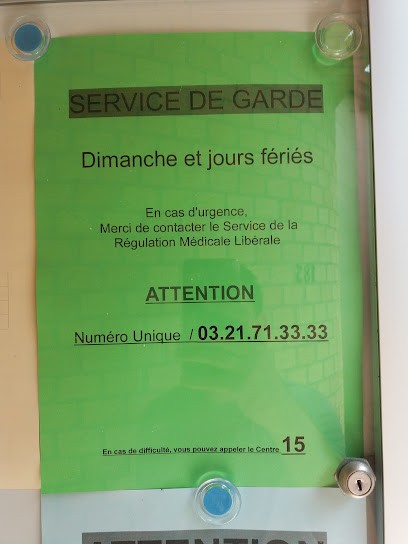 SERVICE DE GARDE
Dimanche et jours fériés
En cas d'urgence,
Merci de contacter le Service de la
Régulation Médicale Libérale
ATTENTION
Numéro Unique / 03.21.71.33.33
En cas de difficulté, vous pouvez appeler le Centre 15
ATTENTION